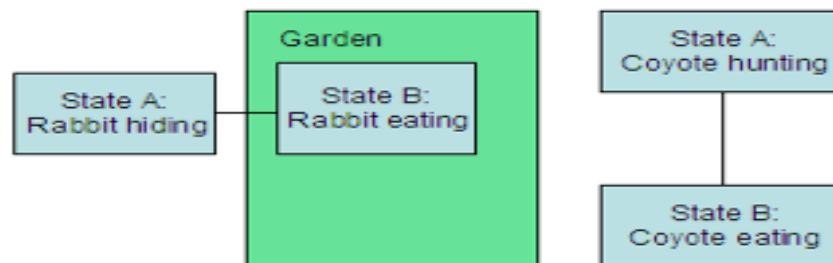 Garden
State A:
Rabbit hiding
State B:
Rabbit eating
State A:
Coyote hunting
State B:
Coyote eating